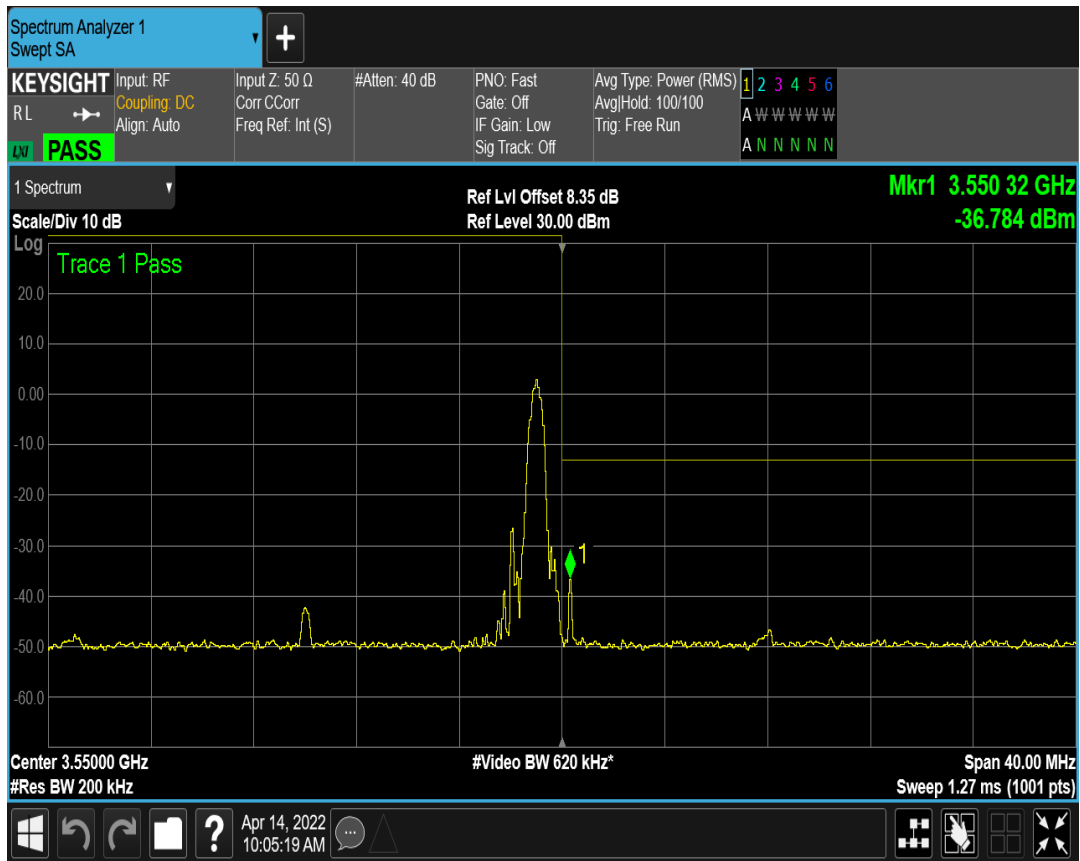 Spectrum Analyzer 1
Swept SA
+
KEYSIGHT
RL
LXI PASS
Input: RF
Coupling: DC
Align: Auto
Input Z: 50 Ω
Corr CCorr
Freq Ref: Int (S)
#Atten: 40 dB
PNO: Fast
Gate: Off
IF Gain: Low
Sig Track: Off
Avg Type: Power (RMS)
Avg|Hold: 100/100
Trig: Free Run
1 2 3 4 5 6
A W W W W W
A N N N N N
1 Spectrum
Scale/Div 10 dB
Ref Lvl Offset 8.35 dB
Ref Level 30.00 dBm
Mkr1 3.550 32 GHz
-36.784 dBm
Log
Trace 1 Pass
20.0
10.0
0.00
-10.0
-20.0
-30.0
1
-40.0
-50.0
-60.0
Center 3.55000 GHz
#Res BW 200 kHz
#Video BW 620 kHz*
Span 40.00 MHz
Sweep 1.27 ms (1001 pts)
?
Apr 14, 2022
10:05:19 AM